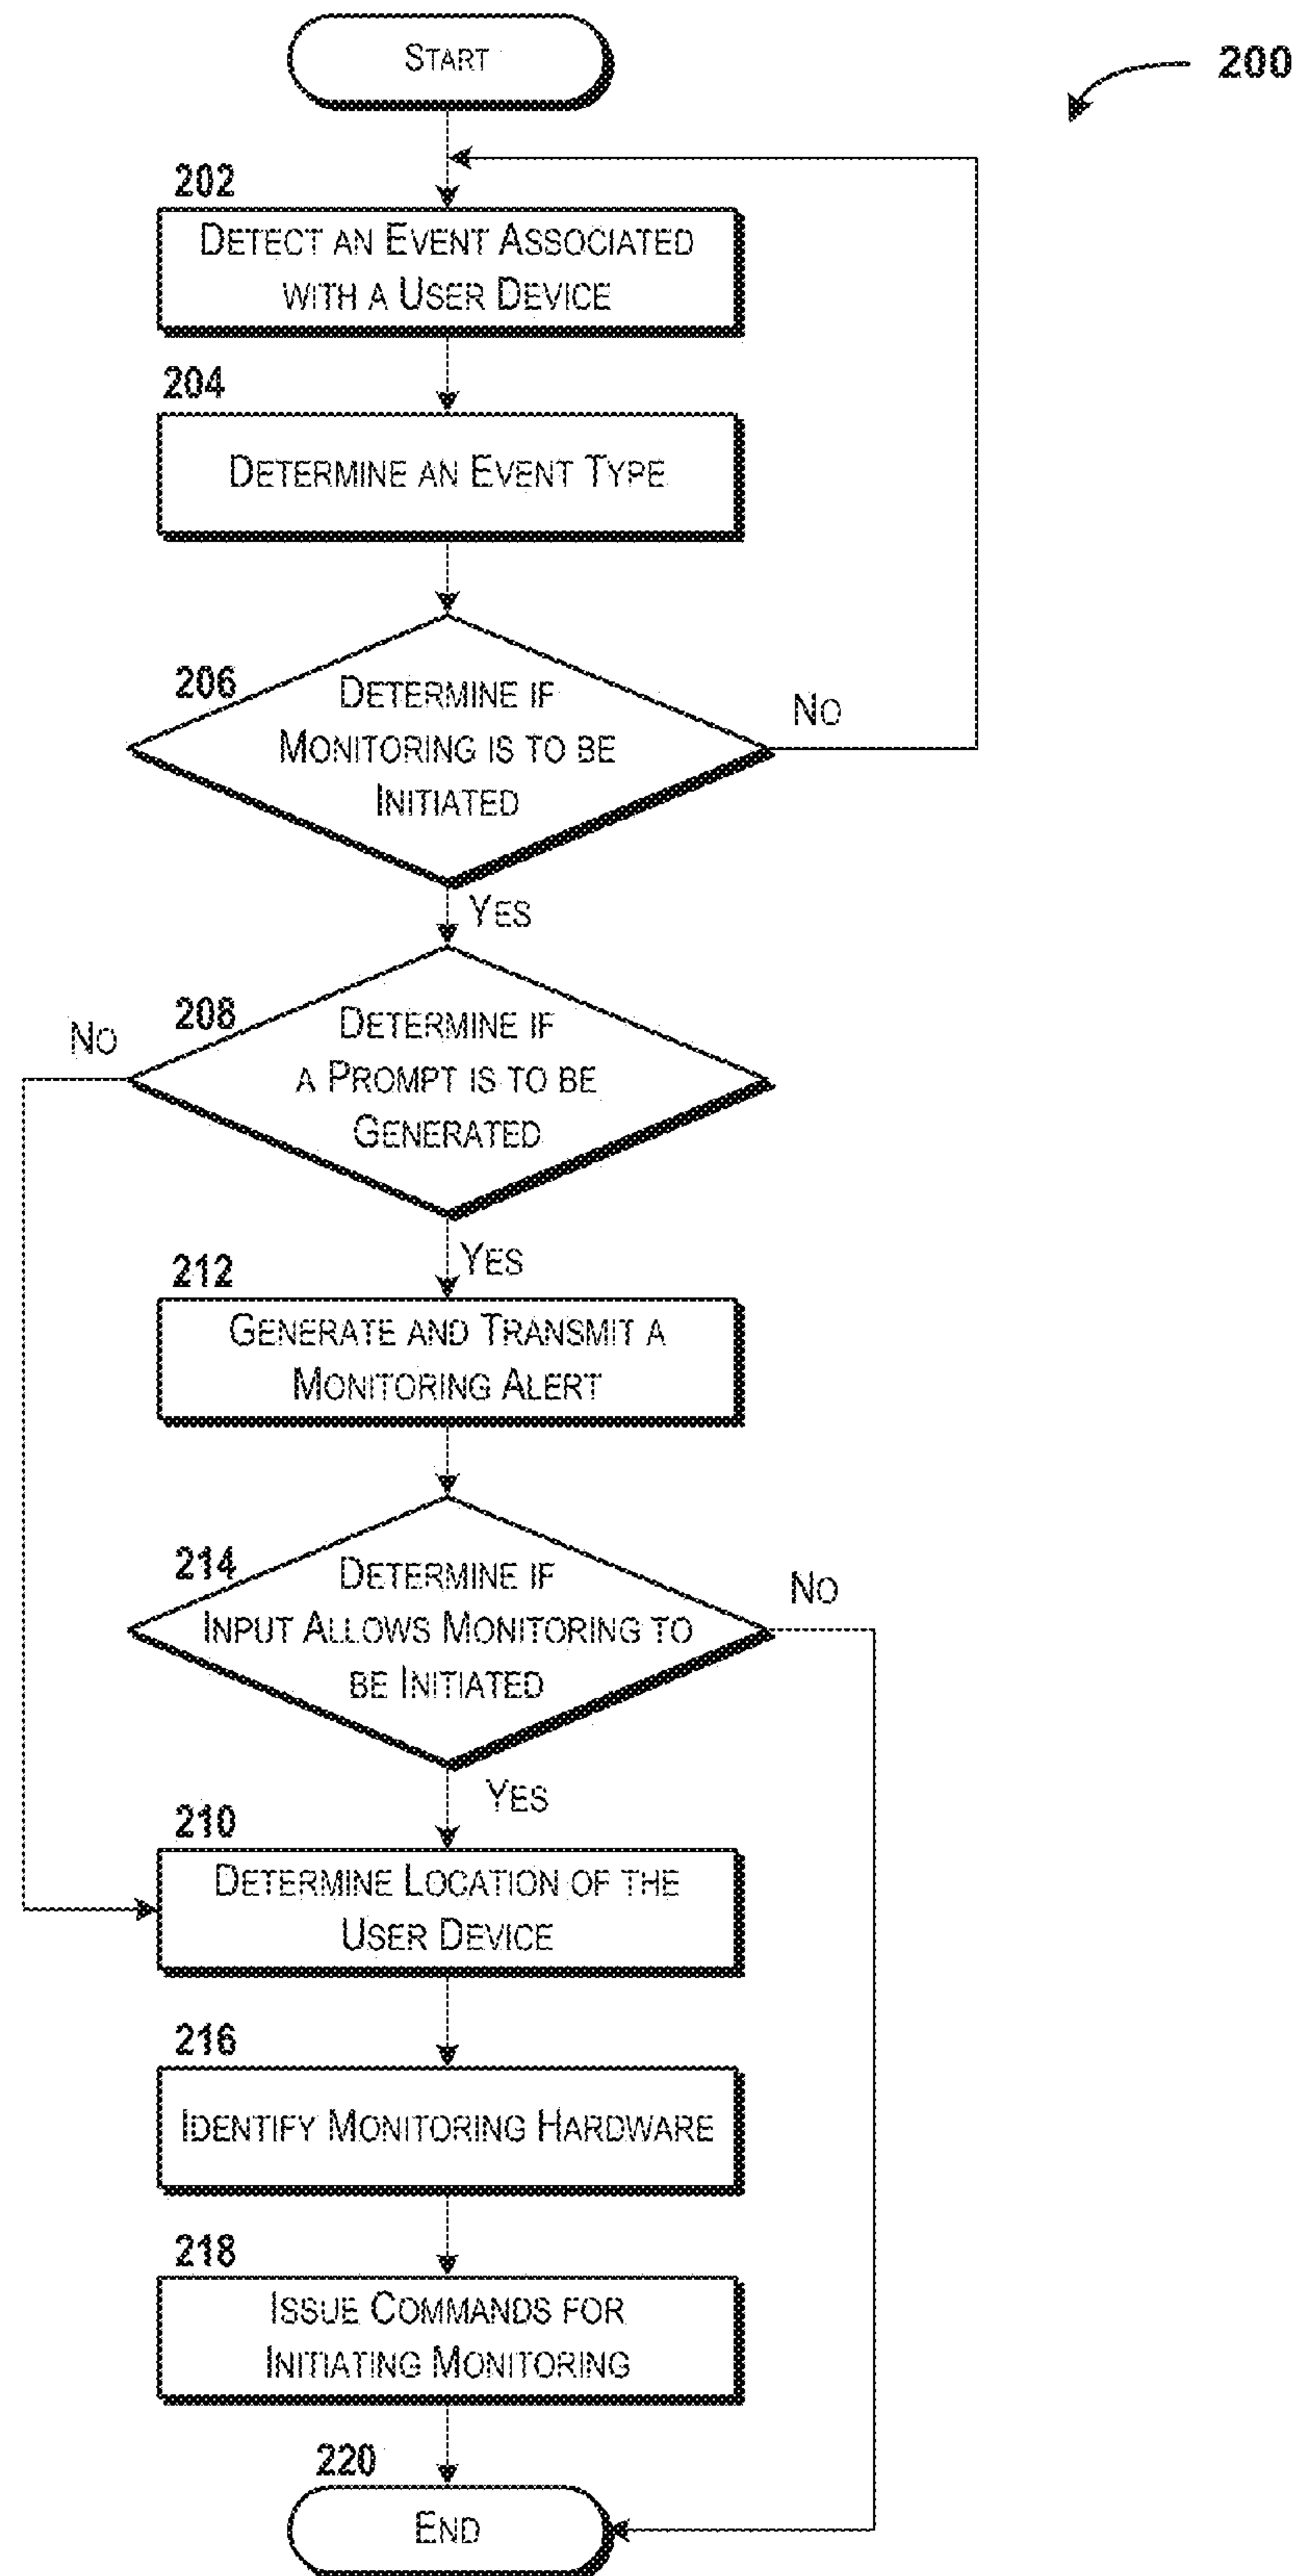 START
200
202
DETECT AN EVENT ASSOCIATED
WITH A USER DEVICE
204
DETERMINE AN EVENT TYPE
206
DETERMINE IF
MONITORING IS TO BE
INITIATED
NO
YES
208
DETERMINE IF
A PROMPT IS TO BE
GENERATED
NO
YES
212
GENERATE AND TRANSMIT A
MONITORING ALERT
214
DETERMINE IF
INPUT ALLOWS MONITORING TO
BE INITIATED
NO
YES
210
DETERMINE LOCATION OF THE
USER DEVICE
216
IDENTIFY MONITORING HARDWARE
218
ISSUE COMMANDS FOR
INITIATING MONITORING
220
END